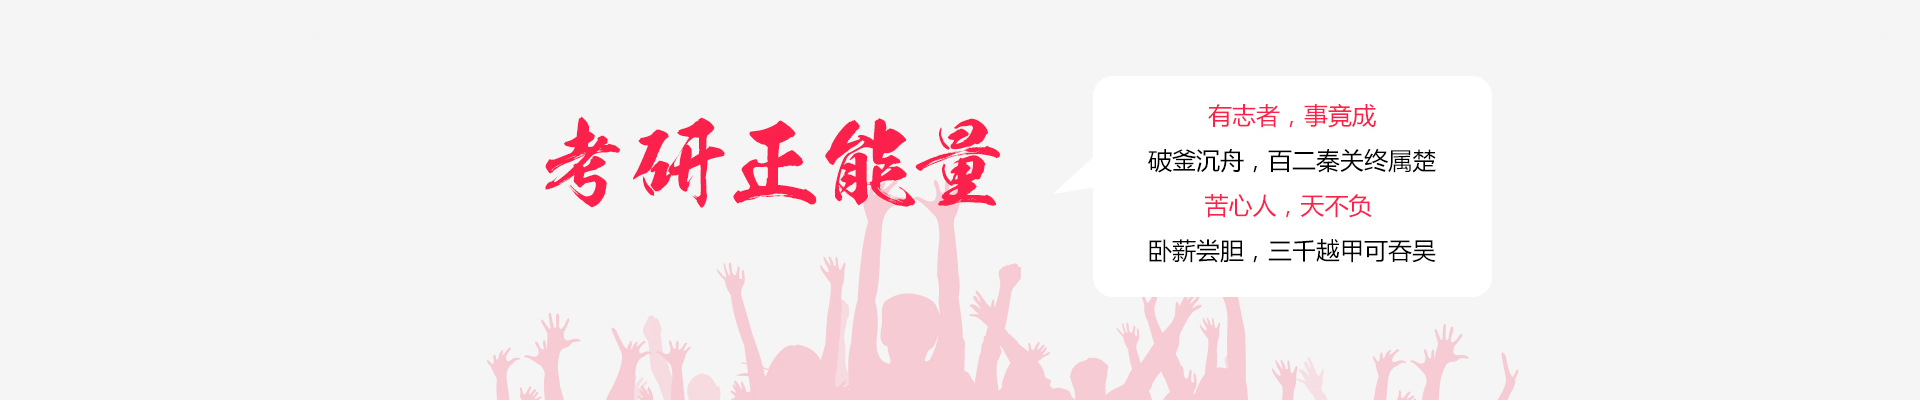 考研正能量
有志者，事竟成
破釜沉舟，百二秦关终属楚
苦心人，天不负
卧薪尝胆，三千越甲可吞吴